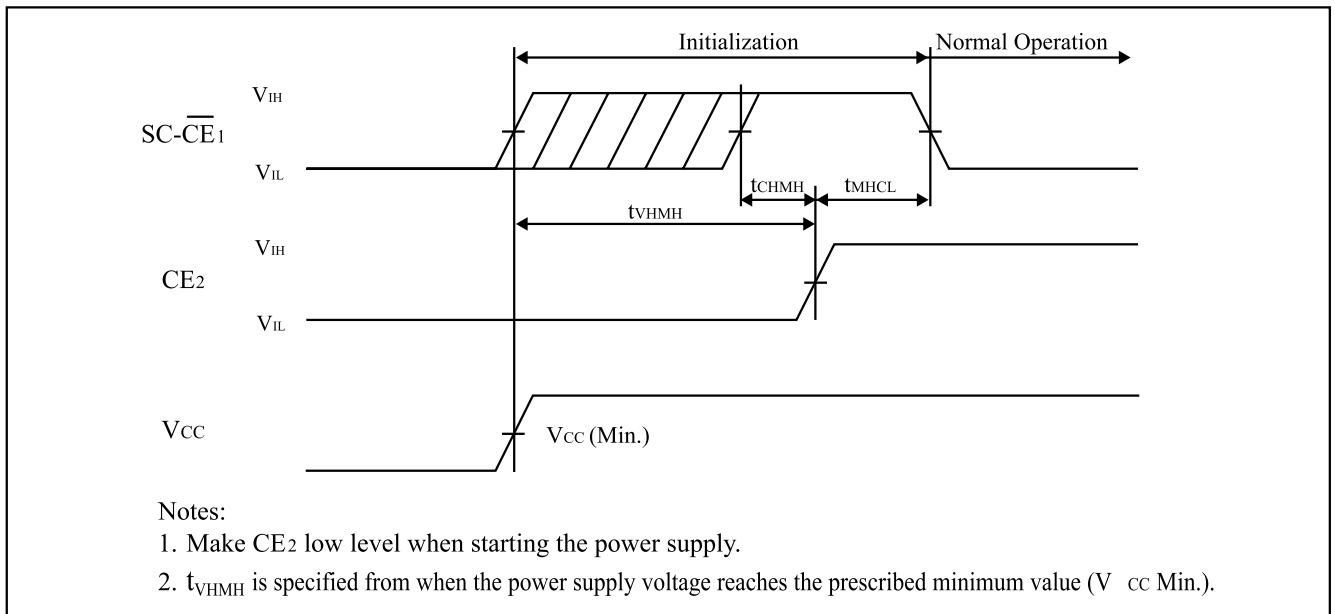 Initialization Normal Operation
VIH
SC-CE1
VIL
tCHMH tMHCL
tVHMH
VIH
CE2
VIL
VCC
VCC (Min.)
Notes:
1. Make CE2 low level when starting the power supply.
2. tVHMH is specified from when the power supply voltage reaches the prescribed minimum value (V CC Min.).